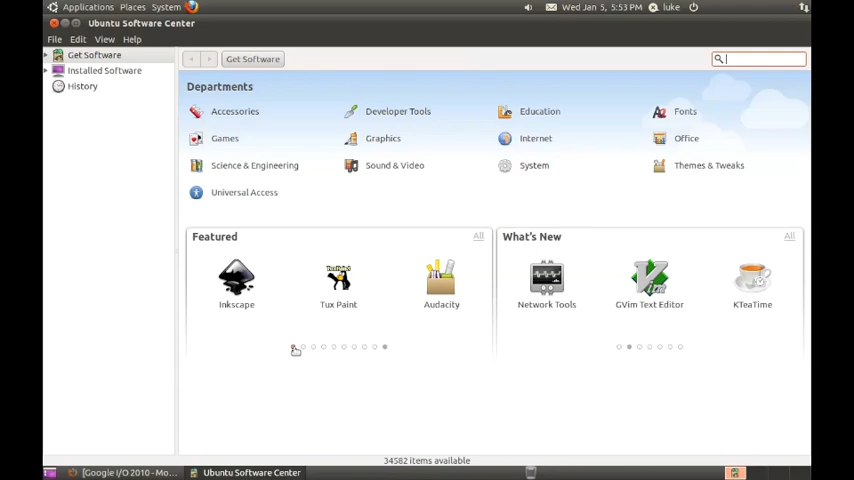 Applications Places System Wed Jan 5, 5:53 PM luke
Ubuntu Software Center
File Edit View Help
Get Software Get Software
Installed Software
History
Departments
Accessories Developer Tools Education Fonts
Games Graphics Internet Office
Science & Engineering Sound & Video System Themes & Tweaks
Universal Access
Featured All What's New All
Inkscape Tux Paint Audacity Network Tools GVim Text Editor KTeaTime
34582 items available
[Google I/O 2010 - Mo... Ubuntu Software Center